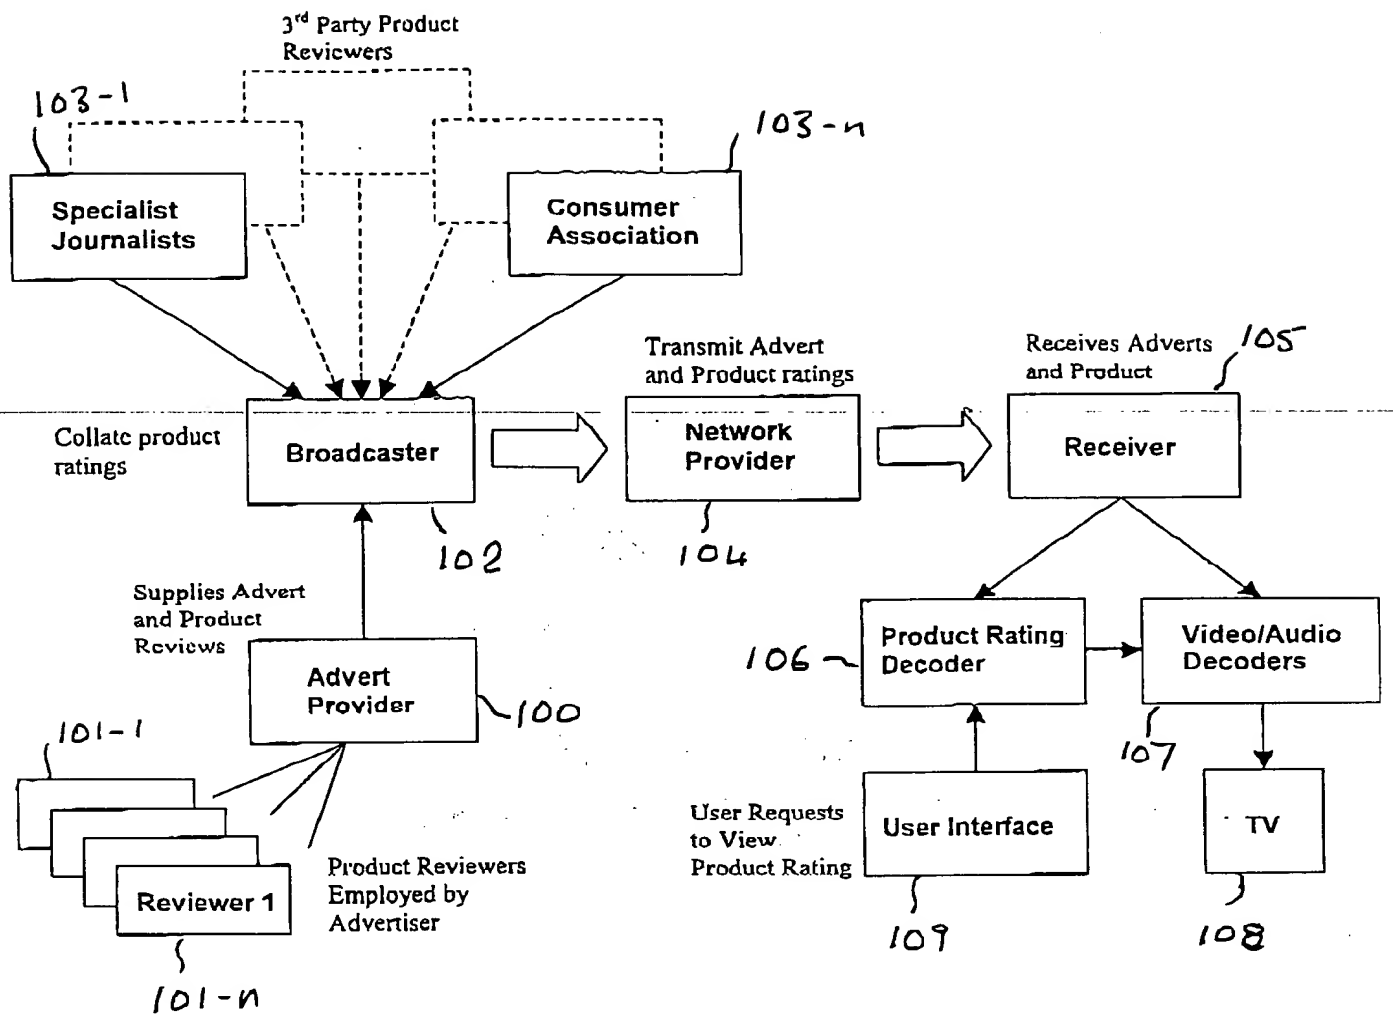 3rd Party Product
Reviewers
103-1
103-n
Specialist
Journalists
Consumer
Association
Transmit Advert
and Product ratings
Receives Adverts
and Product
105
Collate product
ratings
Broadcaster
Network
Provider
Receiver
102
104
Supplies Advert
and Product
Reviews
Advert
Provider
100
106
Product Rating
Decoder
Video/Audio
Decoders
107
101-1
Reviewer 1
101-n
Product Reviewers
Employed by
Advertiser
User Requests
to View
Product Rating
User Interface
TV
109
108